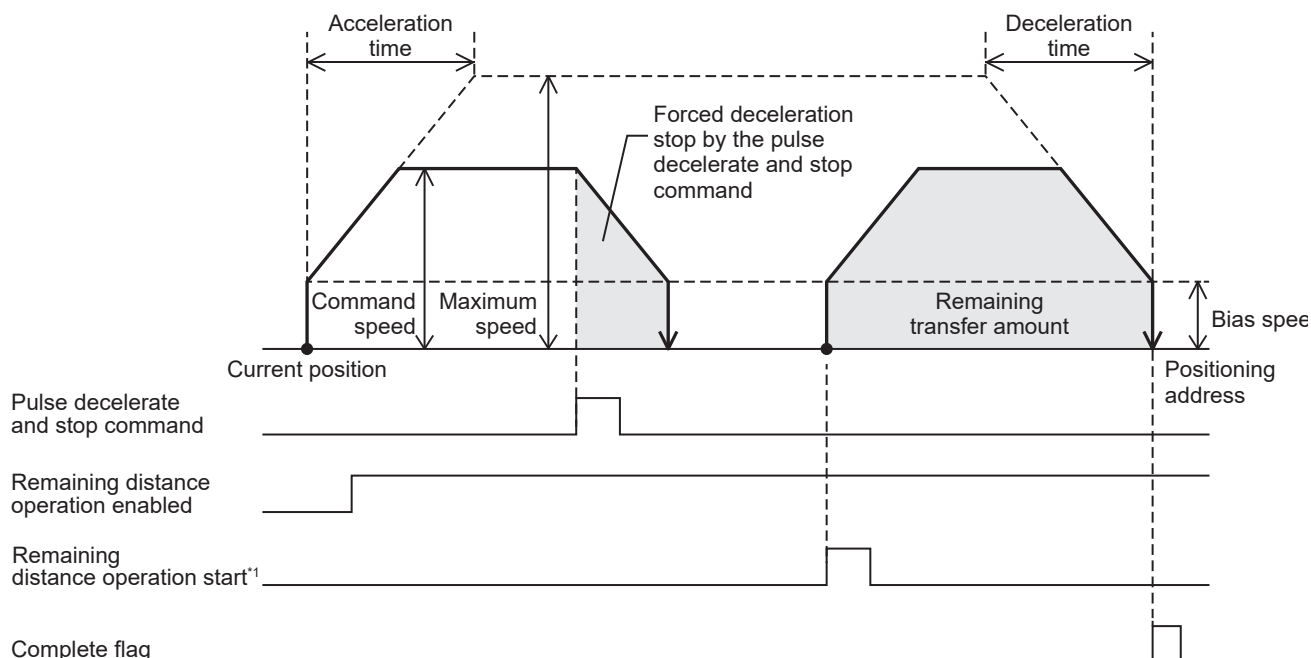 Acceleration
time
Deceleration
time
Forced deceleration
stop by the pulse
decelerate and stop
command
Command
speed
Maximum
speed
Remaining
transfer amount
Bias spee
Current position
Positioning
address
Pulse decelerate
and stop command
Remaining distance
operation enabled
Remaining
distance operation start*1
Complete flag